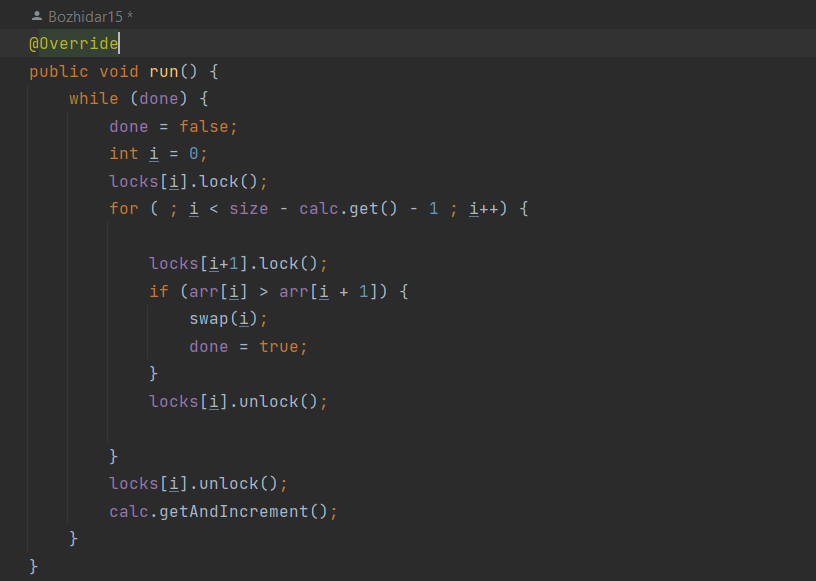 Bozhidar15 *
@Override
public void run() {
    while (done) {
        done = false;
        int i = 0;
        locks[i].lock();
        for ( ; i < size - calc.get() - 1 ; i++) {

            locks[i+1].lock();
            if (arr[i] > arr[i + 1]) {
                swap(i);
                done = true;
            }
            locks[i].unlock();

        }
        locks[i].unlock();
        calc.getAndIncrement();
    }
}